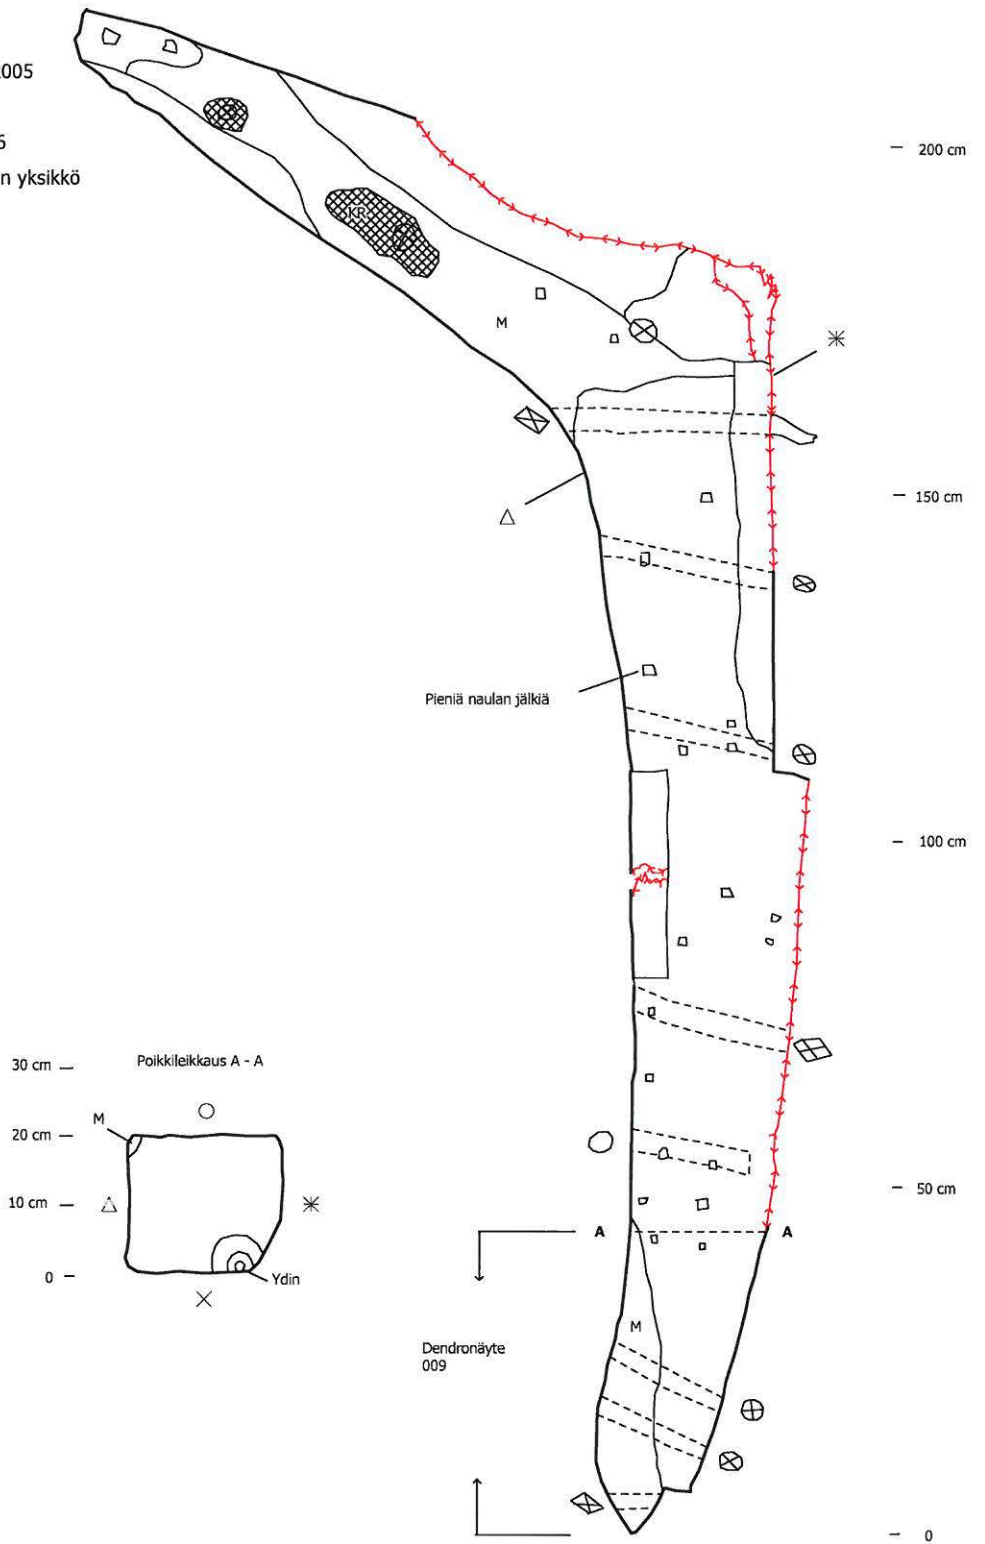 005
6
n yksikkö
200 cm
KR
M
150 cm
Pieniä naulan jälkiä
100 cm
Poikkileikkaus A - A
30 cm
M
20 cm
10 cm
0
Ydin
50 cm
A
A
M
Dendronäyte
009
0